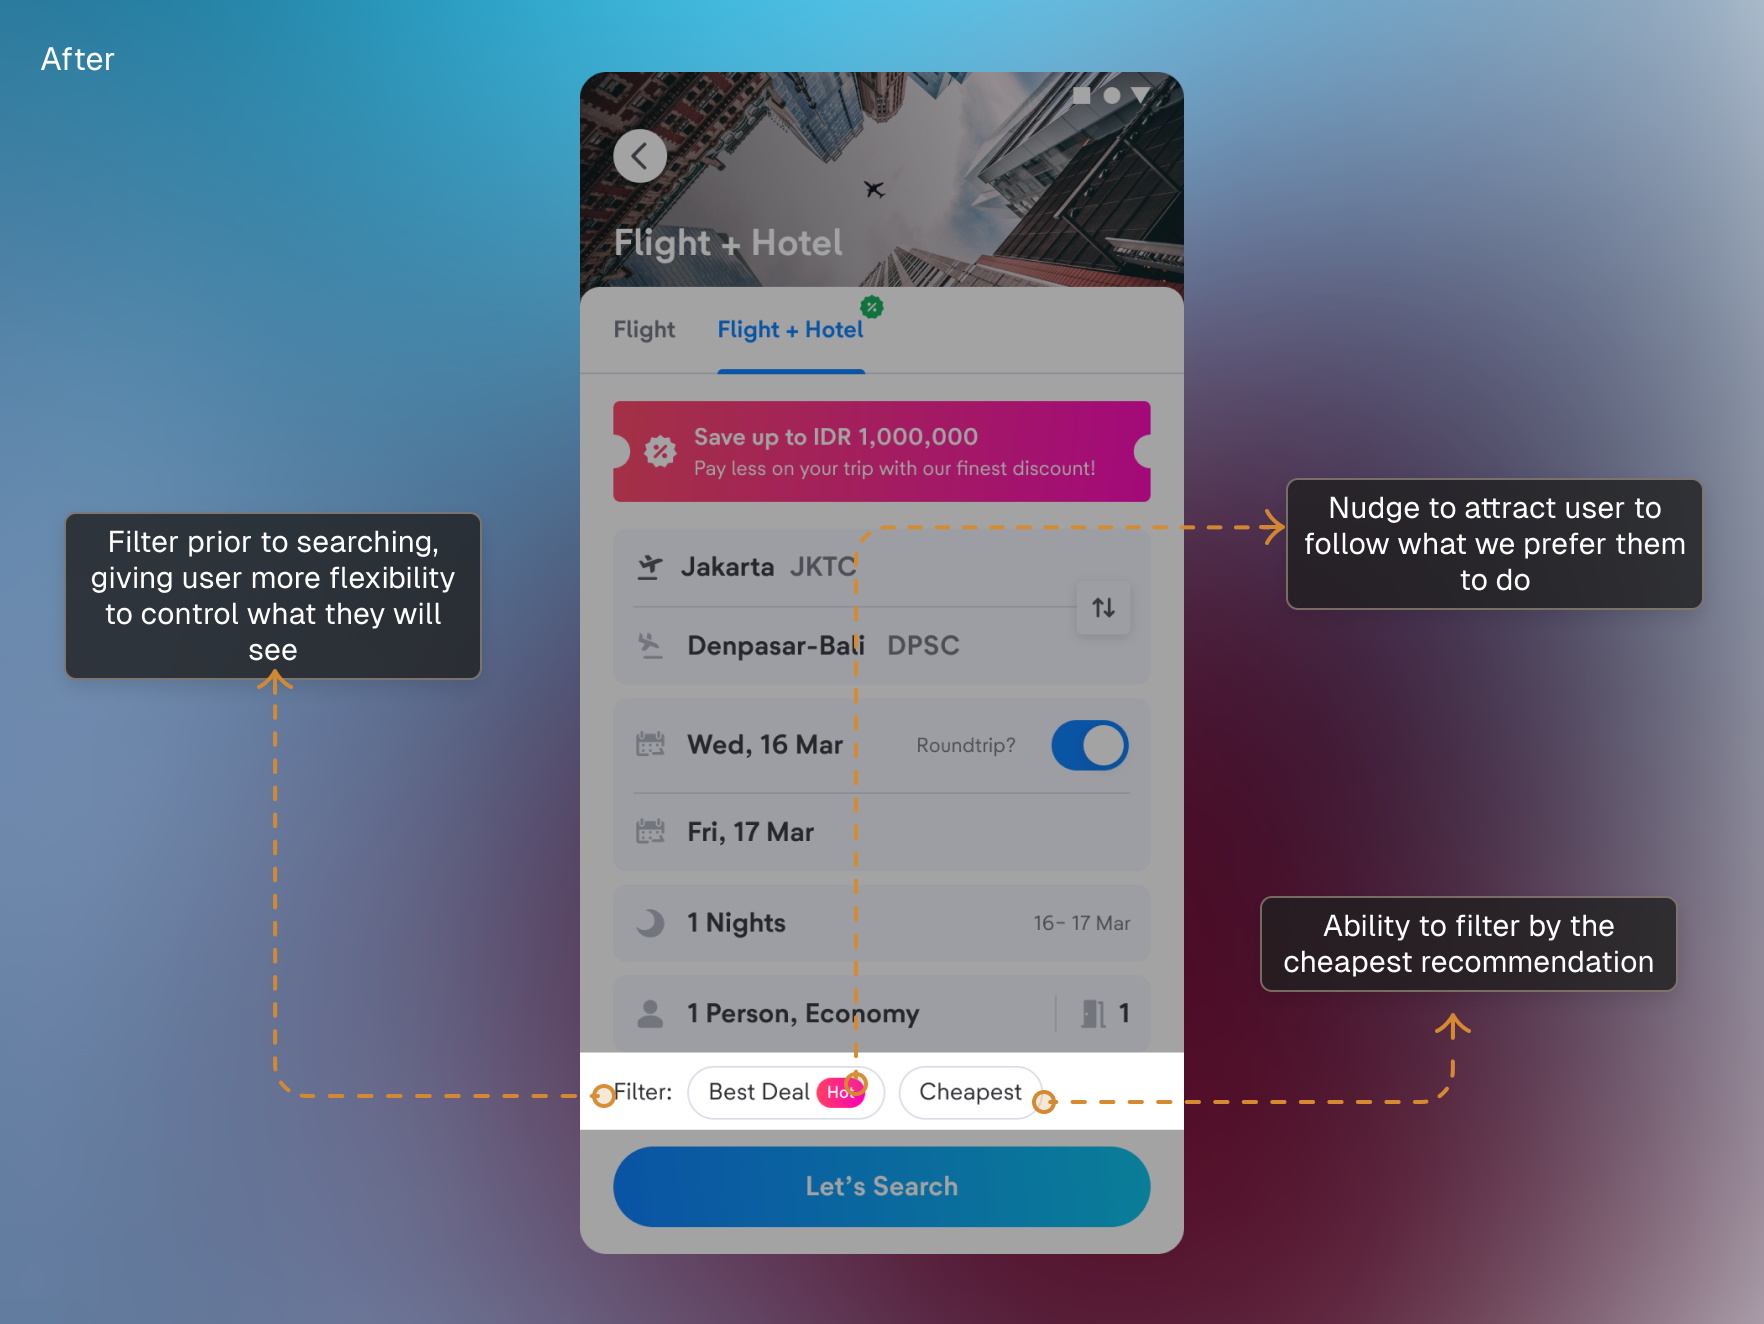 After
Flight + Hotel
Flight
Flight + Hotel
Save up to IDR 1,000,000
Pay less on your trip with our finest discount!
Jakarta JKTC
Denpasar-Bali DPSC
Wed, 16 Mar
Roundtrip?
Fri, 17 Mar
1 Nights
16- 17 Mar
1 Person, Economy
1
Filter:
Best Deal
Hot
Cheapest
Let's Search
Filter prior to searching,
giving user more flexibility
to control what they will
see
Nudge to attract user to
follow what we prefer them
to do
Ability to filter by the
cheapest recommendation